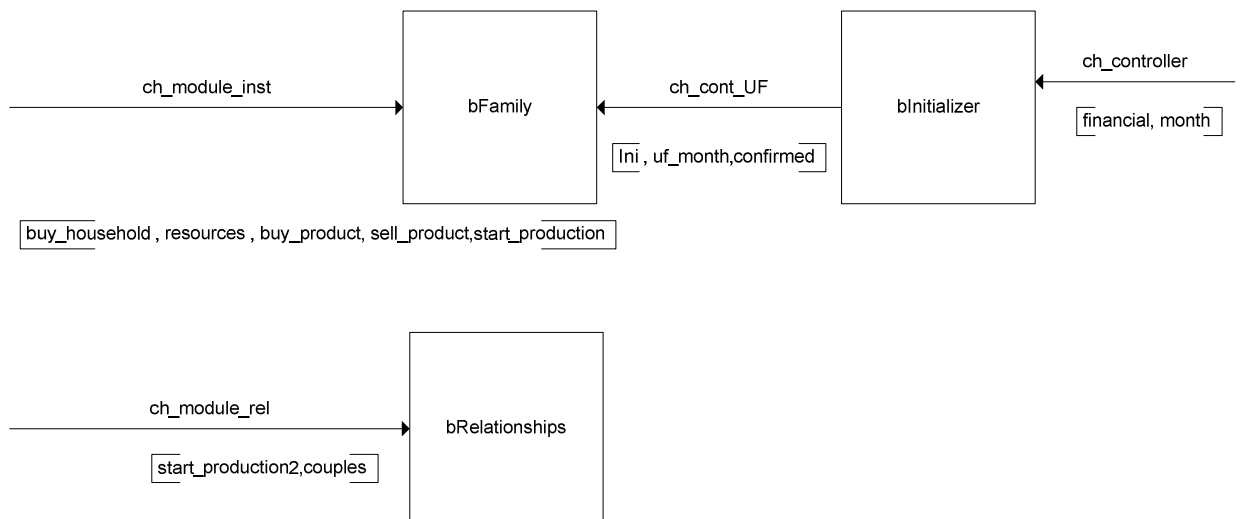 ch_controller
ch_module_inst
ch_cont_UF
bFamily
bInitializer
financial, month
Ini , uf_month,confirmed
buy_household , resources , buy_product, sell_product,start_production
ch_module_rel
bRelationships
start_production2,couples